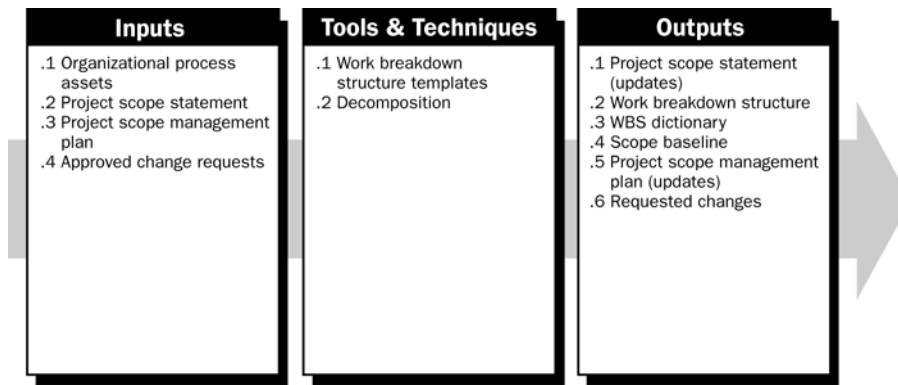 Inputs
.1 Organizational process
assets
.2 Project scope statement
.3 Project scope management
plan
.4 Approved change requests
Tools & Techniques
.1 Work breakdown
structure templates
.2 Decomposition
Outputs
.1 Project scope statement
(updates)
.2 Work breakdown structure
.3 WBS dictionary
.4 Scope baseline
.5 Project scope management
plan (updates)
.6 Requested changes